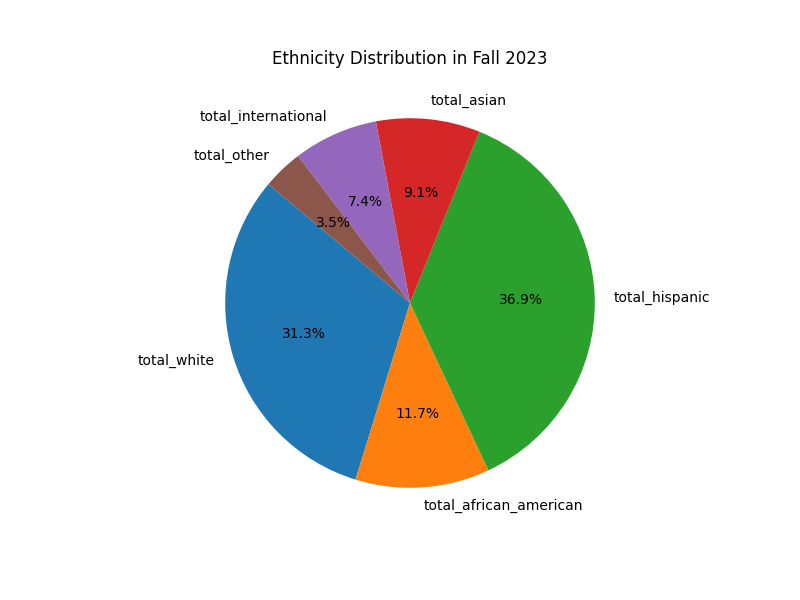 Ethnicity Distribution in Fall 2023
total_asian
total_international
total_other
9.1%
7.4%
3.5%
total_hispanic
36.9%
31.3%
total_white
11.7%
total_african_american